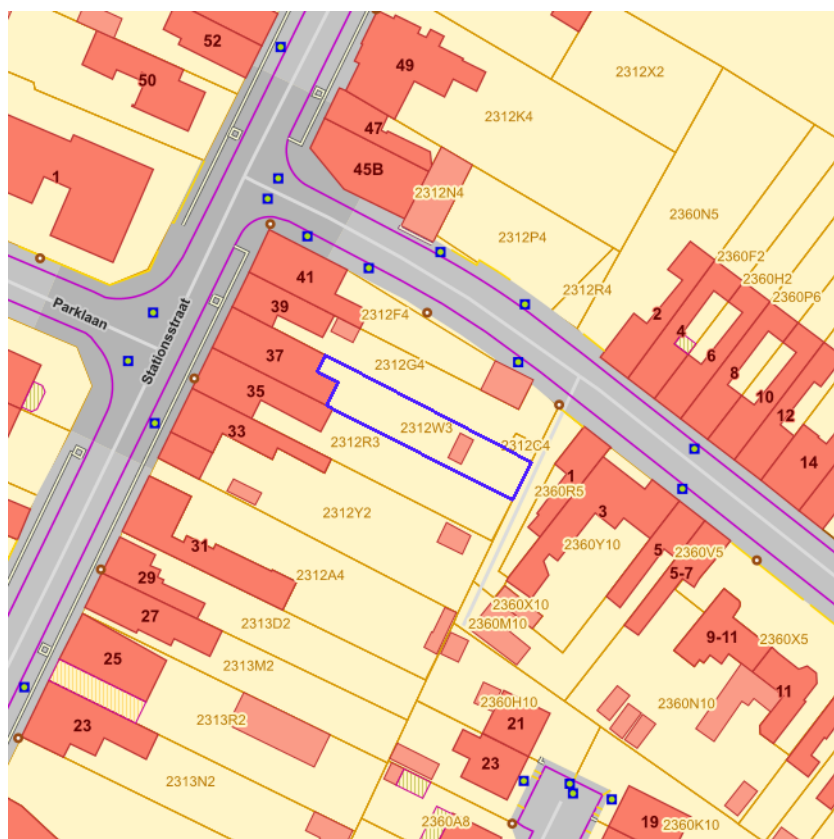 52
49
50
2312X2
2312K4
47
45B
1
2312N4
2360N5
2312P4
2360F2
2360H2
2360P6
41
2312R4
Parklaan
Stationsstraat
39
2312F4
2
4
6
37
2312G4
8
35
10
2312W3
12
33
2312R3
2312C4
14
1
2360R5
3
2312Y2
31
2360Y10
5
2360V5
5-7
29
2312A4
27
2313D2
2360X10
2360M10
25
2313M2
9-11
2360X5
23
2313R2
2360H10
21
2360N10
11
23
2313N2
2360A8
19
2360K10